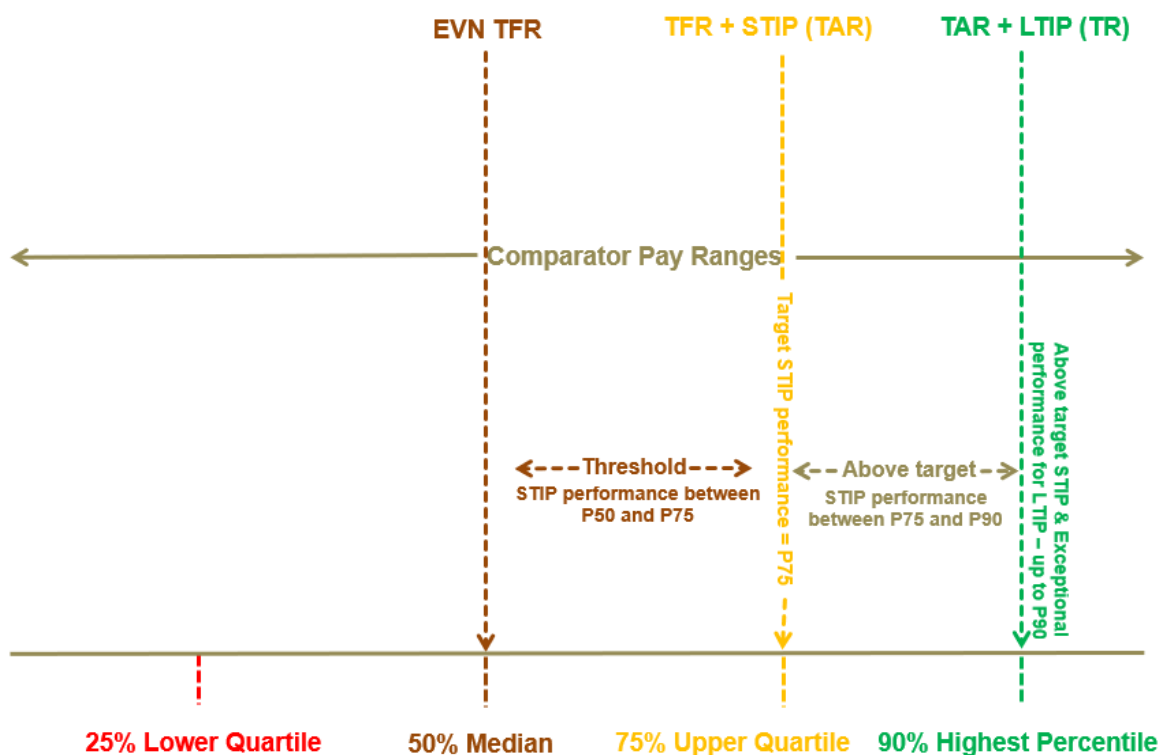 EVN TFR
TFR + STIP (TAR)
TAR + LTIP (TR)
Comparator Pay Ranges
Target STIP performance = P75
Above target STIP & Exceptional
performance for LTIP – up to P90
Threshold
STIP performance between
P50 and P75
Above target
STIP performance
between P75 and P90
25% Lower Quartile
50% Median
75% Upper Quartile
90% Highest Percentile